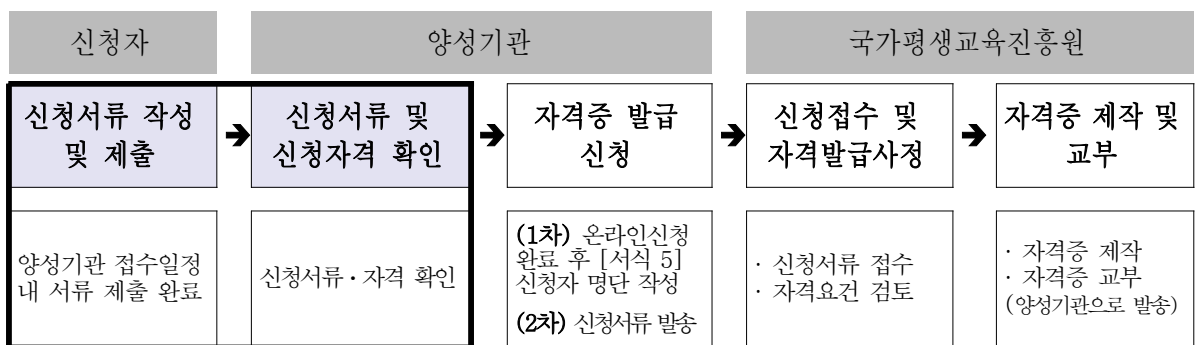 신청자
양성기관
국가평생교육진흥원
신청서류 작성
및 제출
➔
신청서류 및
신청자격 확인
➔
자격증 발급
신청
➔
신청접수 및
자격발급사정
➔
자격증 제작 및
교부
양성기관 접수일정
내 서류 제출 완료
신청서류·자격 확인
(1차) 온라인신청
완료 후 [서식 5]
신청자 명단 작성
(2차) 신청서류 발송
· 신청서류 접수
· 자격요건 검토
· 자격증 제작
· 자격증 교부
(양성기관으로 발송)